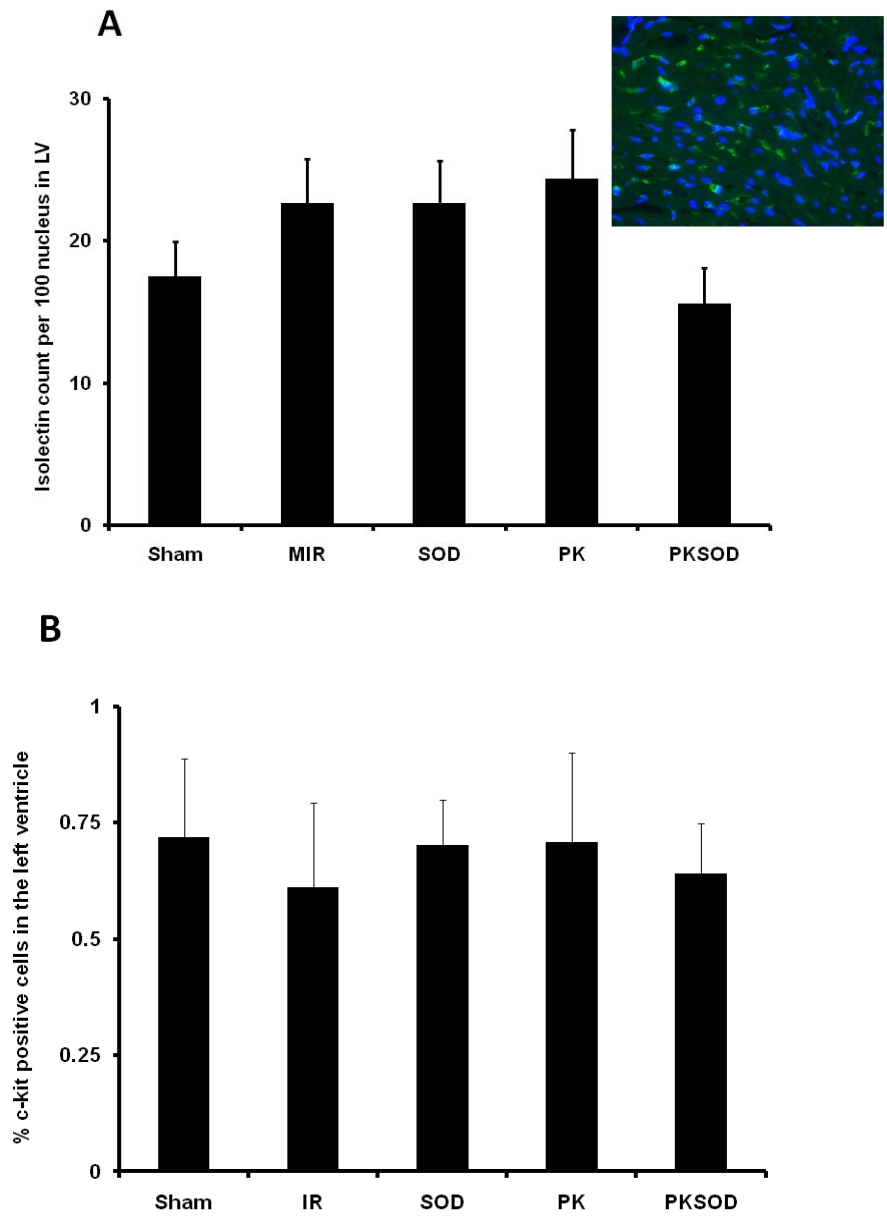 A
Isolectin count per 100 nucleus in LV
30
20
10
0
Sham MIR SOD PK PKSOD
B
% c-kit positive cells in the left ventricle
1
0.75
0.5
0.25
0
Sham IR SOD PK PKSOD